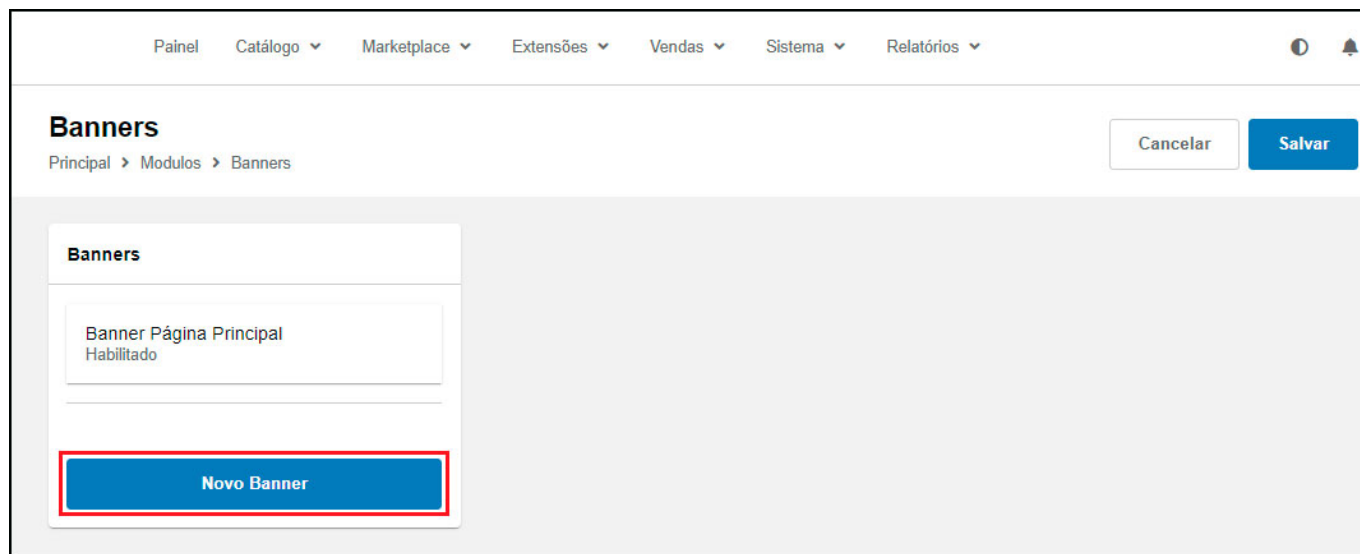 Painel Catálogo Marketplace Extensões Vendas Sistema Relatórios
Banners
Principal > Modulos > Banners
Cancelar Salvar
Banners
Banner Página Principal
Habilitado
Novo Banner